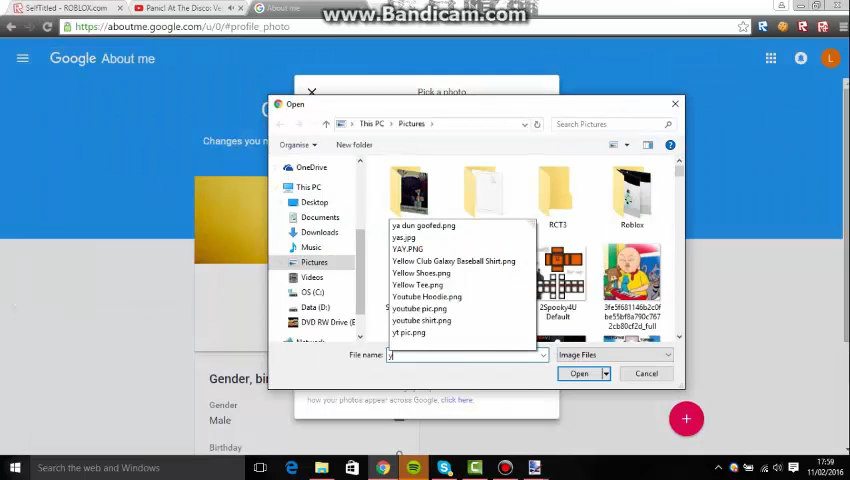 www.Bandicam.com
SelfTitled - ROBLOX.com
Panic! At The Disco: Ve
About me
https://aboutme.google.com/u/0/#profile_photo
Google About me
L
Pick a photo
Changes you m
Open
This PC
Pictures
Search Pictures
Organise
New folder
OneDrive
This PC
Desktop
Documents
Downloads
Music
Pictures
Videos
OS (C:)
Data (D:)
DVD RW Drive (E
RCT3
Roblox
2Spooky4U
Default
3fe5f681645b2c0f
be55bf8a790c767
2cb80cf2d_full
ya dun goofed.png
yas.jpg
YAY.PNG
Yellow Club Galaxy Baseball Shirt.png
Yellow Shoes.png
Yellow Tee.png
Youtube Hoodie.png
youtube pic.png
youtube shirt.png
yt pic.png
File name:
y
Image Files
Open
Cancel
Gender, bir
Gender
Male
Birthday
how your photos appear across Google, click here.
Search the web and Windows
17:59
11/02/2016